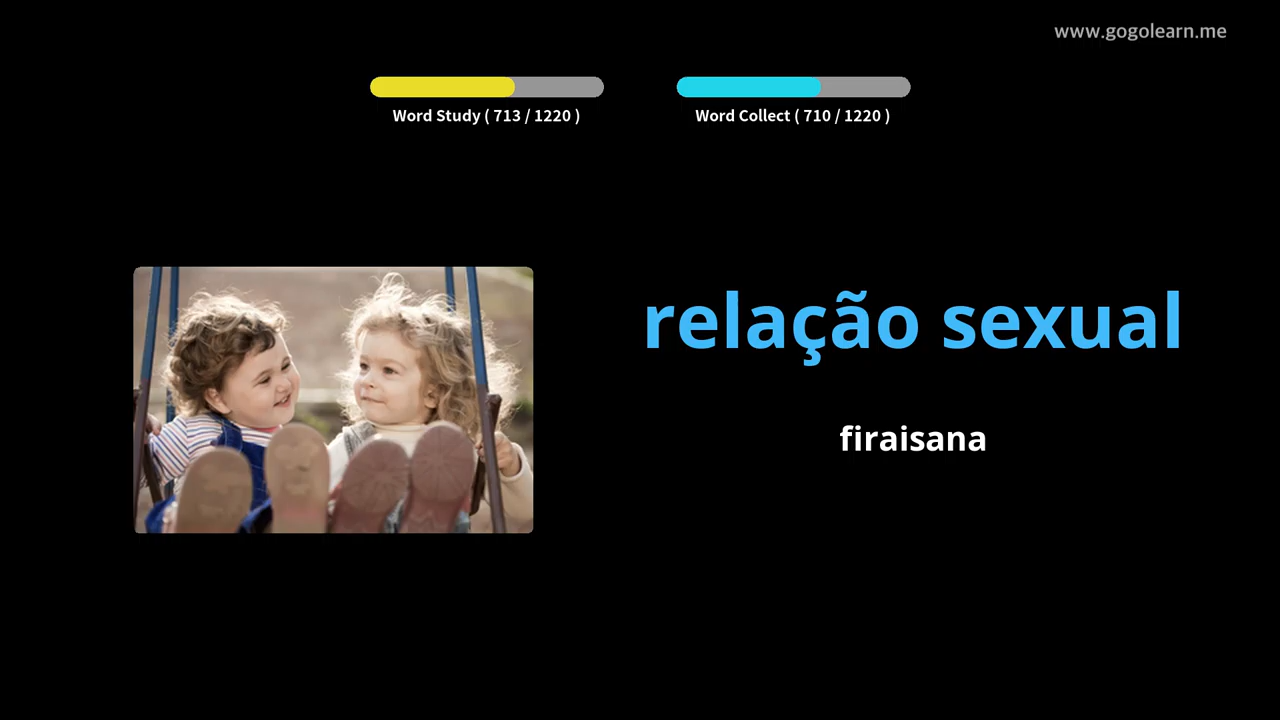 www.gogolearn.me
Word Study ( 713 / 1220 )
Word Collect ( 710 / 1220 )
relação sexual
firaisana